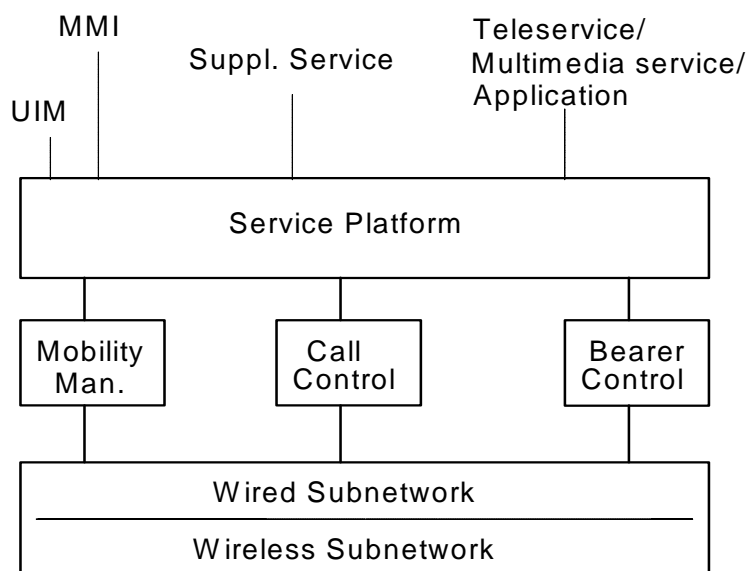 MMI
Teleservice/
Multimedia service/
Application
Suppl. Service
UIM
Service Platform
Mobility
Man.
Call
Control
Bearer
Control
Wired Subnetwork
Wireless Subnetwork